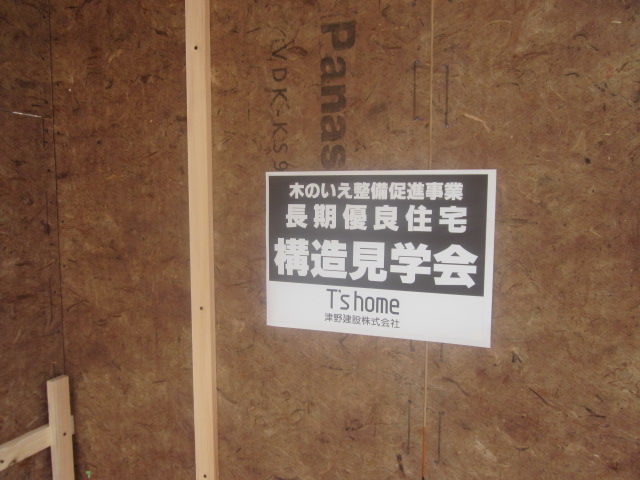 Panas
VDK-KS9
木のいえ整備促進事業
長期優良住宅
構造見学会
T's home
津野建設株式会社